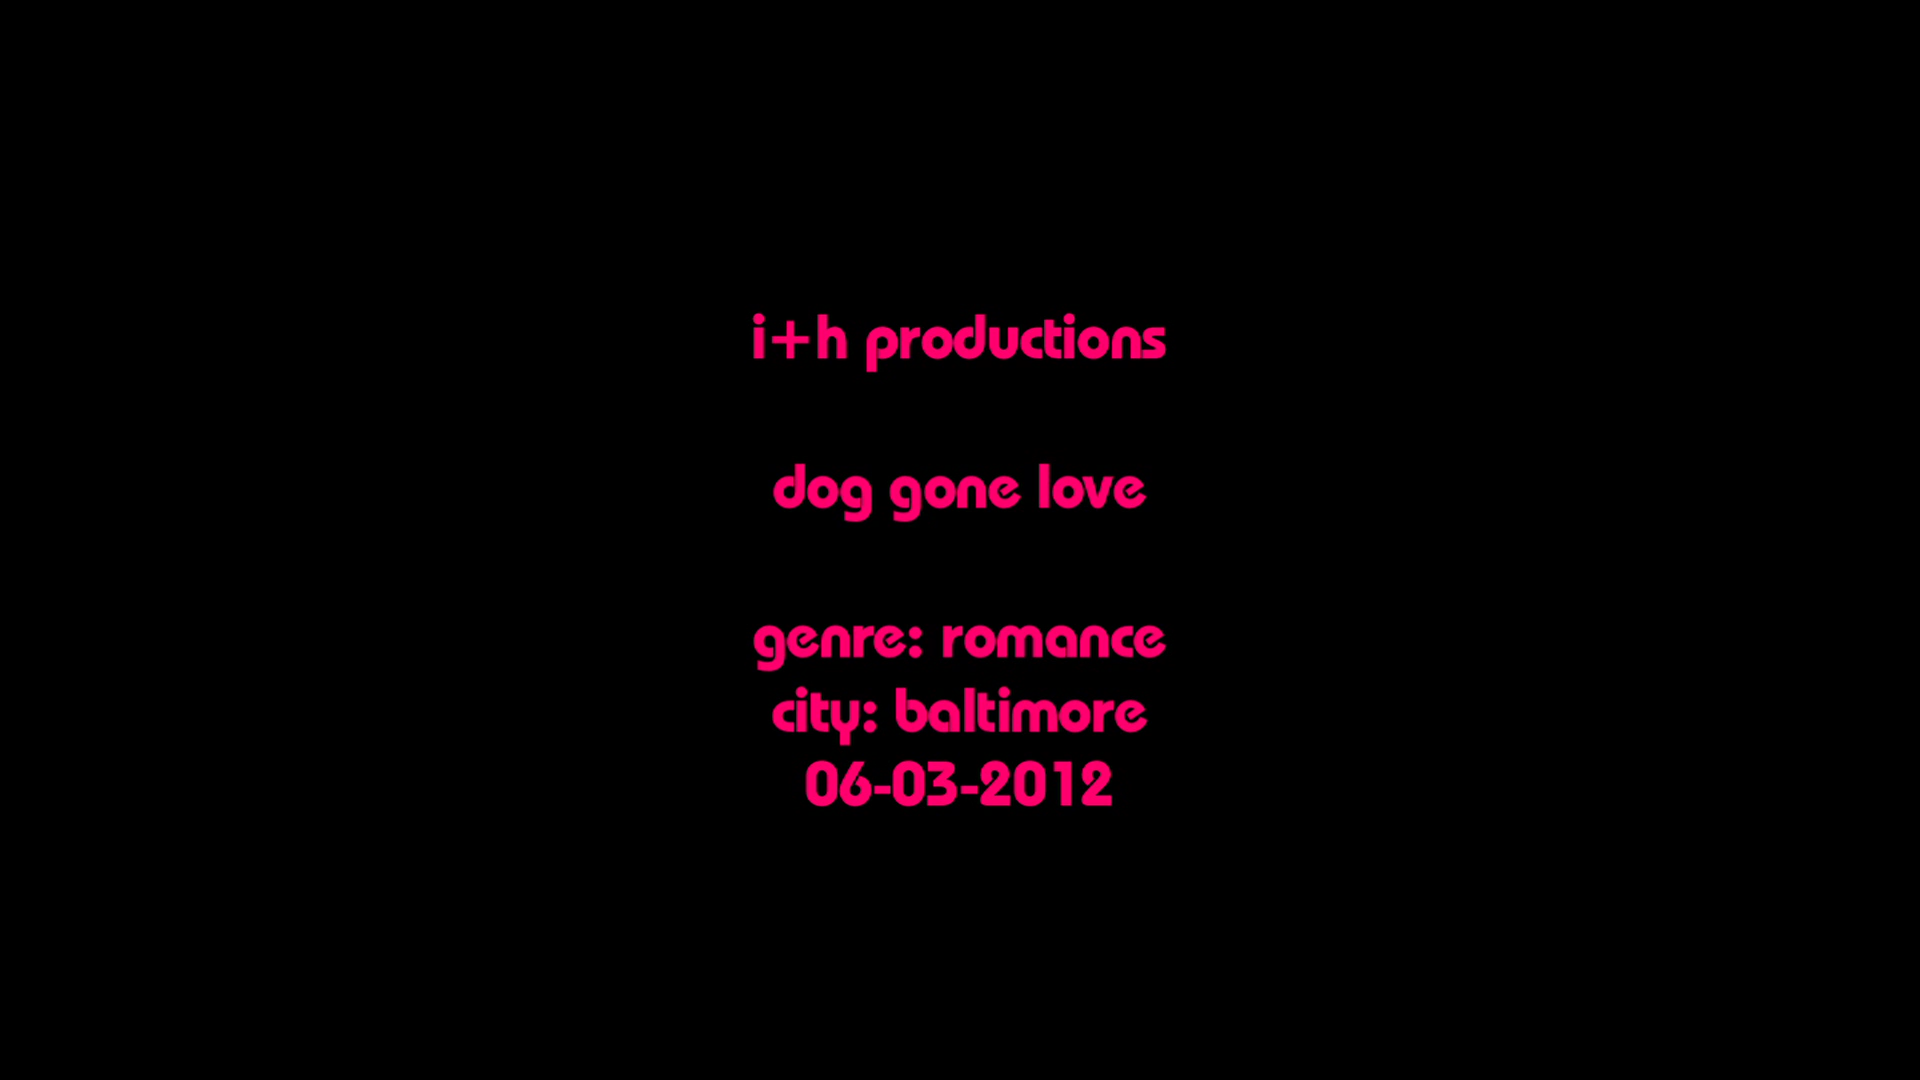 i+h productions
dog gone love
genre: romance
city: baltimore
06-03-2012